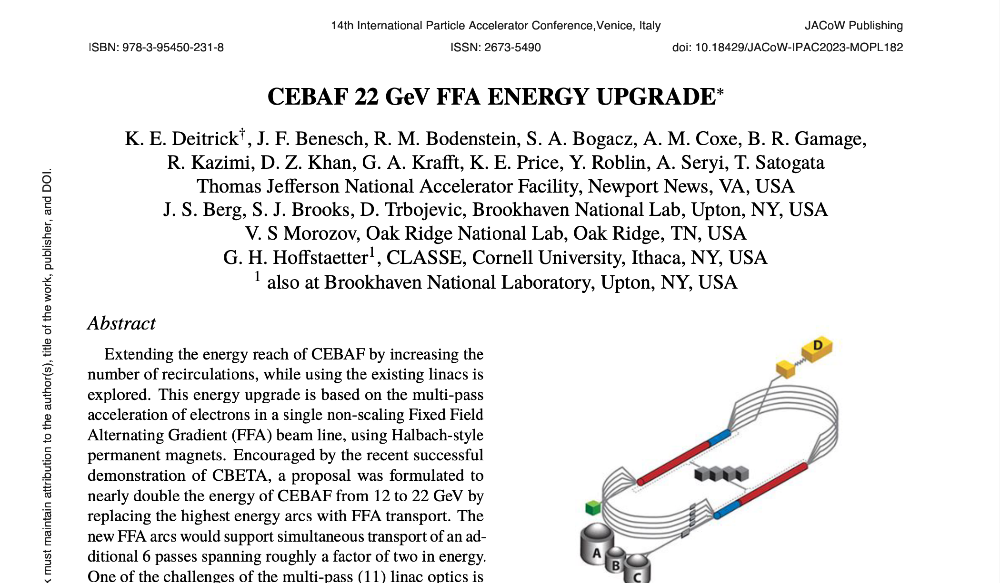 14th International Particle Accelerator Conference,Venice, Italy
JACoW Publishing
ISBN: 978-3-95450-231-8
ISSN: 2673-5490
doi: 10.18429/JACoW-IPAC2023-MOPL182
CEBAF 22 GeV FFA ENERGY UPGRADE*
K. E. Deitrick†, J. F. Benesch, R. M. Bodenstein, S. A. Bogacz, A. M. Coxe, B. R. Gamage,
R. Kazimi, D. Z. Khan, G. A. Krafft, K. E. Price, Y. Roblin, A. Seryi, T. Satogata
Thomas Jefferson National Accelerator Facility, Newport News, VA, USA
J. S. Berg, S. J. Brooks, D. Trbojevic, Brookhaven National Lab, Upton, NY, USA
V. S Morozov, Oak Ridge National Lab, Oak Ridge, TN, USA
G. H. Hoffstaetter1, CLASSE, Cornell University, Ithaca, NY, USA
1 also at Brookhaven National Laboratory, Upton, NY, USA
Abstract
Extending the energy reach of CEBAF by increasing the
number of recirculations, while using the existing linacs is
explored. This energy upgrade is based on the multi-pass
acceleration of electrons in a single non-scaling Fixed Field
Alternating Gradient (FFA) beam line, using Halbach-style
permanent magnets. Encouraged by the recent successful
demonstration of CBETA, a proposal was formulated to
nearly double the energy of CEBAF from 12 to 22 GeV by
replacing the highest energy arcs with FFA transport. The
new FFA arcs would support simultaneous transport of an ad-
ditional 6 passes spanning roughly a factor of two in energy.
One of the challenges of the multi-pass (11) linac optics is
D
A
B
C
must maintain attribution to the author(s), title of the work, publisher, and DOI.